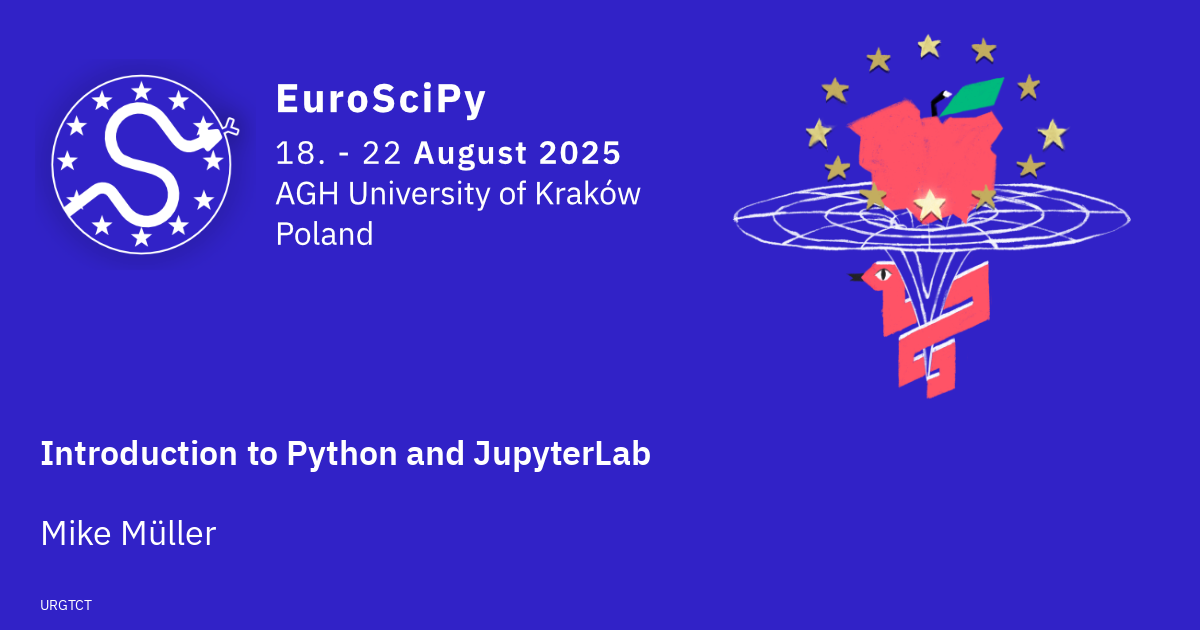 EuroSciPy
18. - 22 August 2025
AGH University of Kraków
Poland
Introduction to Python and JupyterLab
Mike Müller
URGTCT